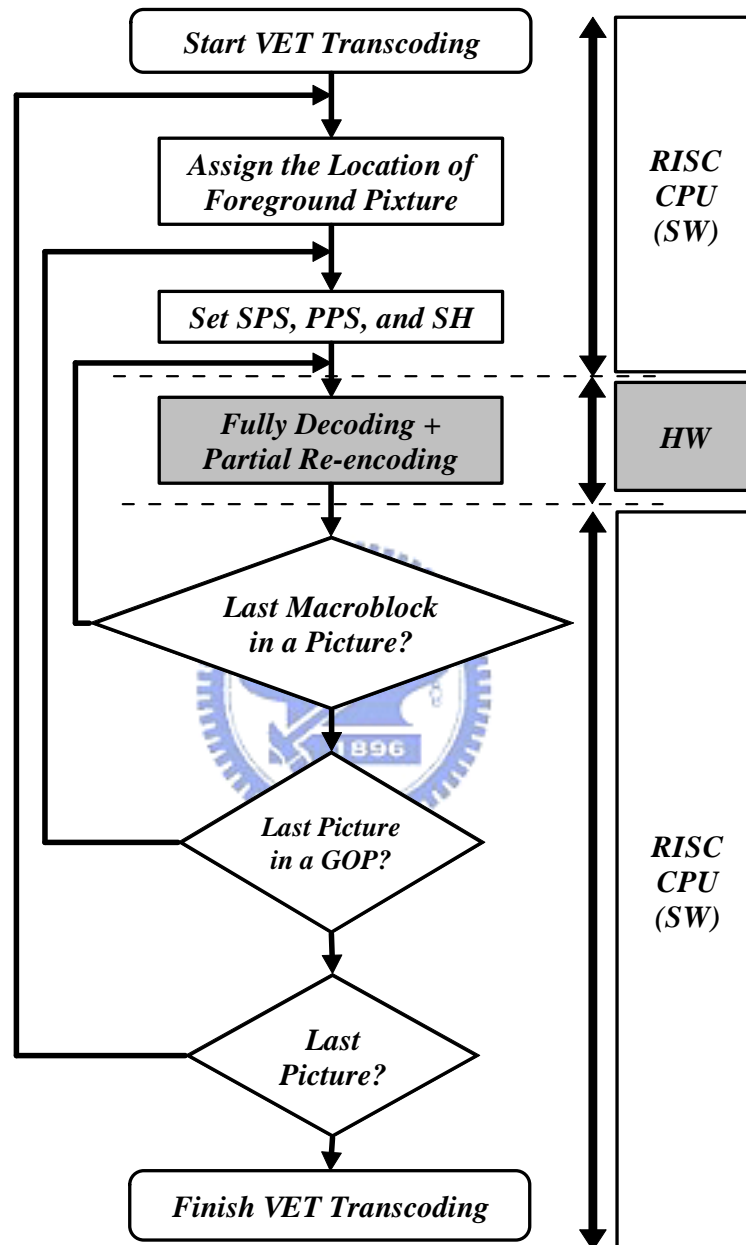 Start VET Transcoding
Assign the Location of
Foreground Pixture
Set SPS, PPS, and SH
Fully Decoding +
Partial Re-encoding
Last Macroblock
in a Picture?
1896
Last Picture
in a GOP?
Last
Picture?
Finish VET Transcoding
RISC
CPU
(SW)
HW
RISC
CPU
(SW)